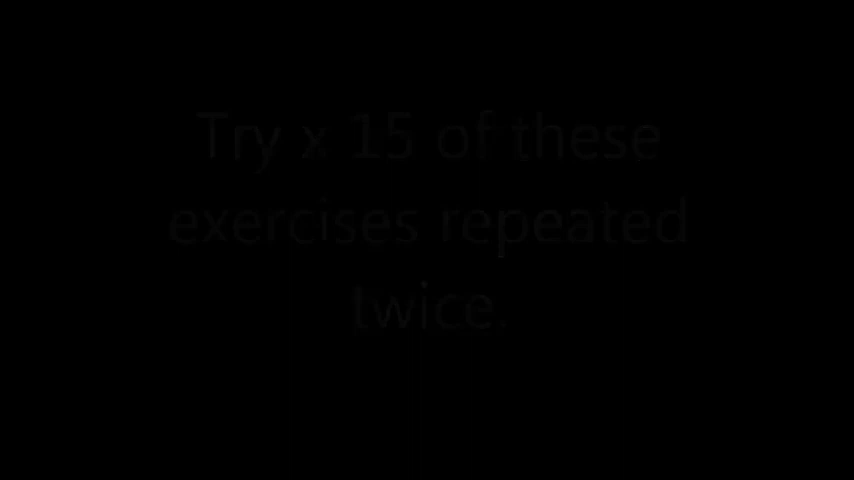 Try x 15 of these
exercises repeated
twice.